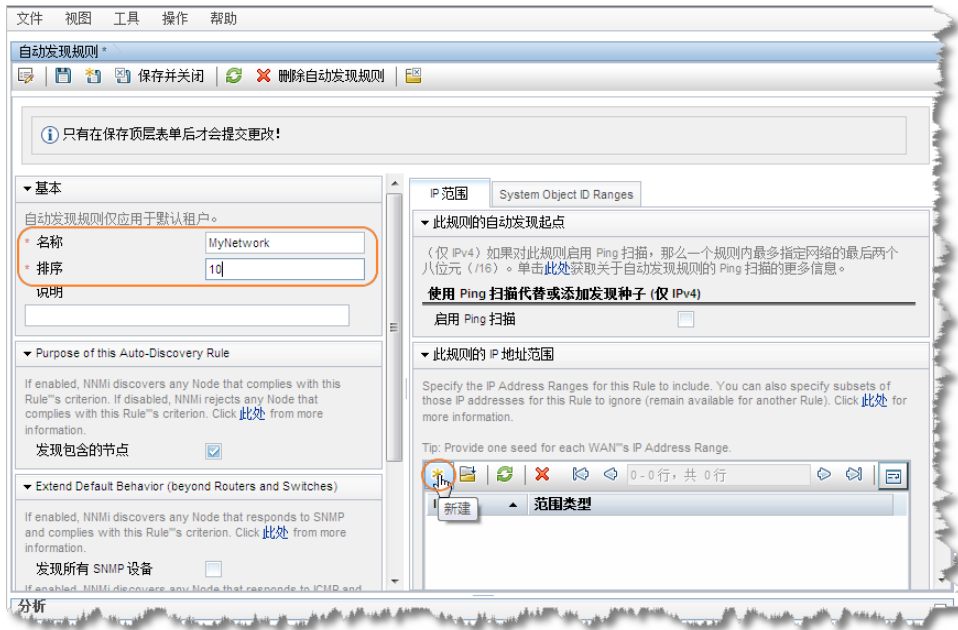 文件 视图 工具 操作 帮助
自动发现规则 *
保存并关闭 删除自动发现规则
只有在保存顶层表单后才会提交更改!
基本
自动发现规则仅应用于默认租户。
* 名称 MyNetwork
* 排序 10
说明
Purpose of this Auto-Discovery Rule
If enabled, NNMi discovers any Node that complies with this
Rule"'s criterion. If disabled, NNMi rejects any Node that
complies with this Rule"'s criterion. Click 此处 from more
information.
发现包含的节点
Extend Default Behavior (beyond Routers and Switches)
If enabled, NNMi discovers any Node that responds to SNMP
and complies with this Rule"'s criterion. Click 此处 from more
information.
发现所有 SNMP 设备
If enabled, NNMi discovers any Node that responds to ICMP and
IP 范围 System Object ID Ranges
此规则的自动发现起点
（仅 IPv4）如果对此规则启用 Ping 扫描，那么一个规则内最多指定网络的最后两个
八位元（/16）。单击此处获取关于自动发现规则的 Ping 扫描的更多信息。
使用 Ping 扫描代替或添加发现种子 (仅 IPv4)
启用 Ping 扫描
此规则的 IP 地址范围
Specify the IP Address Ranges for this Rule to include. You can also specify subsets of
those IP addresses for this Rule to ignore (remain available for another Rule). Click 此处 for
more information.
Tip: Provide one seed for each WAN"'s IP Address Range.
0 - 0 行，共 0 行
范围类型
新建
分析